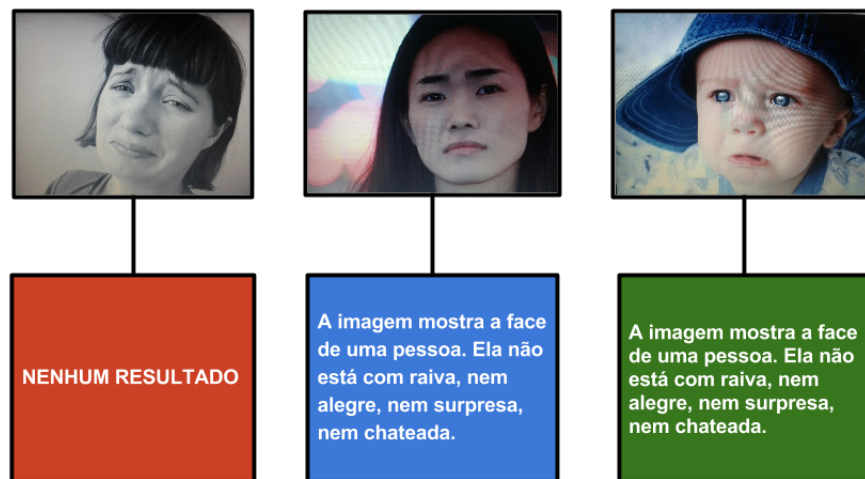 NENHUM RESULTADO
A imagem mostra a face
de uma pessoa. Ela não
está com raiva, nem
alegre, nem surpresa,
nem chateada.
A imagem mostra a face
de uma pessoa. Ela não
está com raiva, nem
alegre, nem surpresa,
nem chateada.